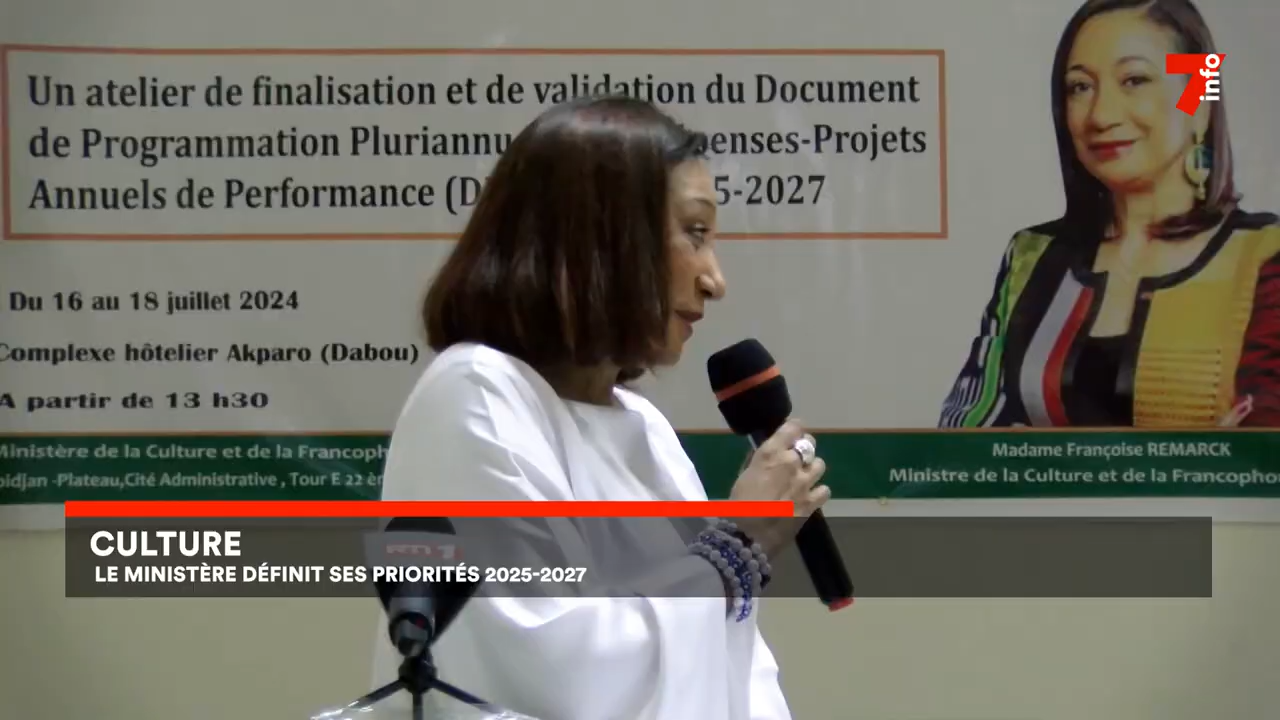 Un atelier de finalisation et de validation du Document
de Programmation Pluriannu penses-Projets
Annuels de Performance (D 5-2027
Du 16 au 18 juillet 2024
Complexe hôtelier Akparo (Dabou)
A partir de 13 h30
Ministère de la Culture et de la Francoph
bidjan -Plateau,Cité Administrative , Tour E 22 è
Madame Françoise REMARCK
Ministre de la Culture et de la Francopho
7
info
RTI 1
CULTURE
LE MINISTÈRE DÉFINIT SES PRIORITÉS 2025-2027